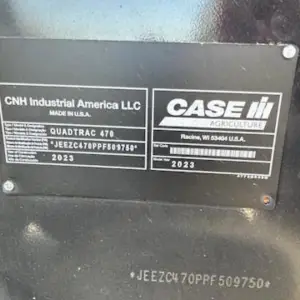 CNH Industrial America LLC
MADE IN U.S.A.
QUADTRAC 470
*JEEZC470PPF509750*
2023
CASE IH
AGRICULTURE
Racine, WI 53404 U.S.A.
2023
*JEEZC470PPF509750*